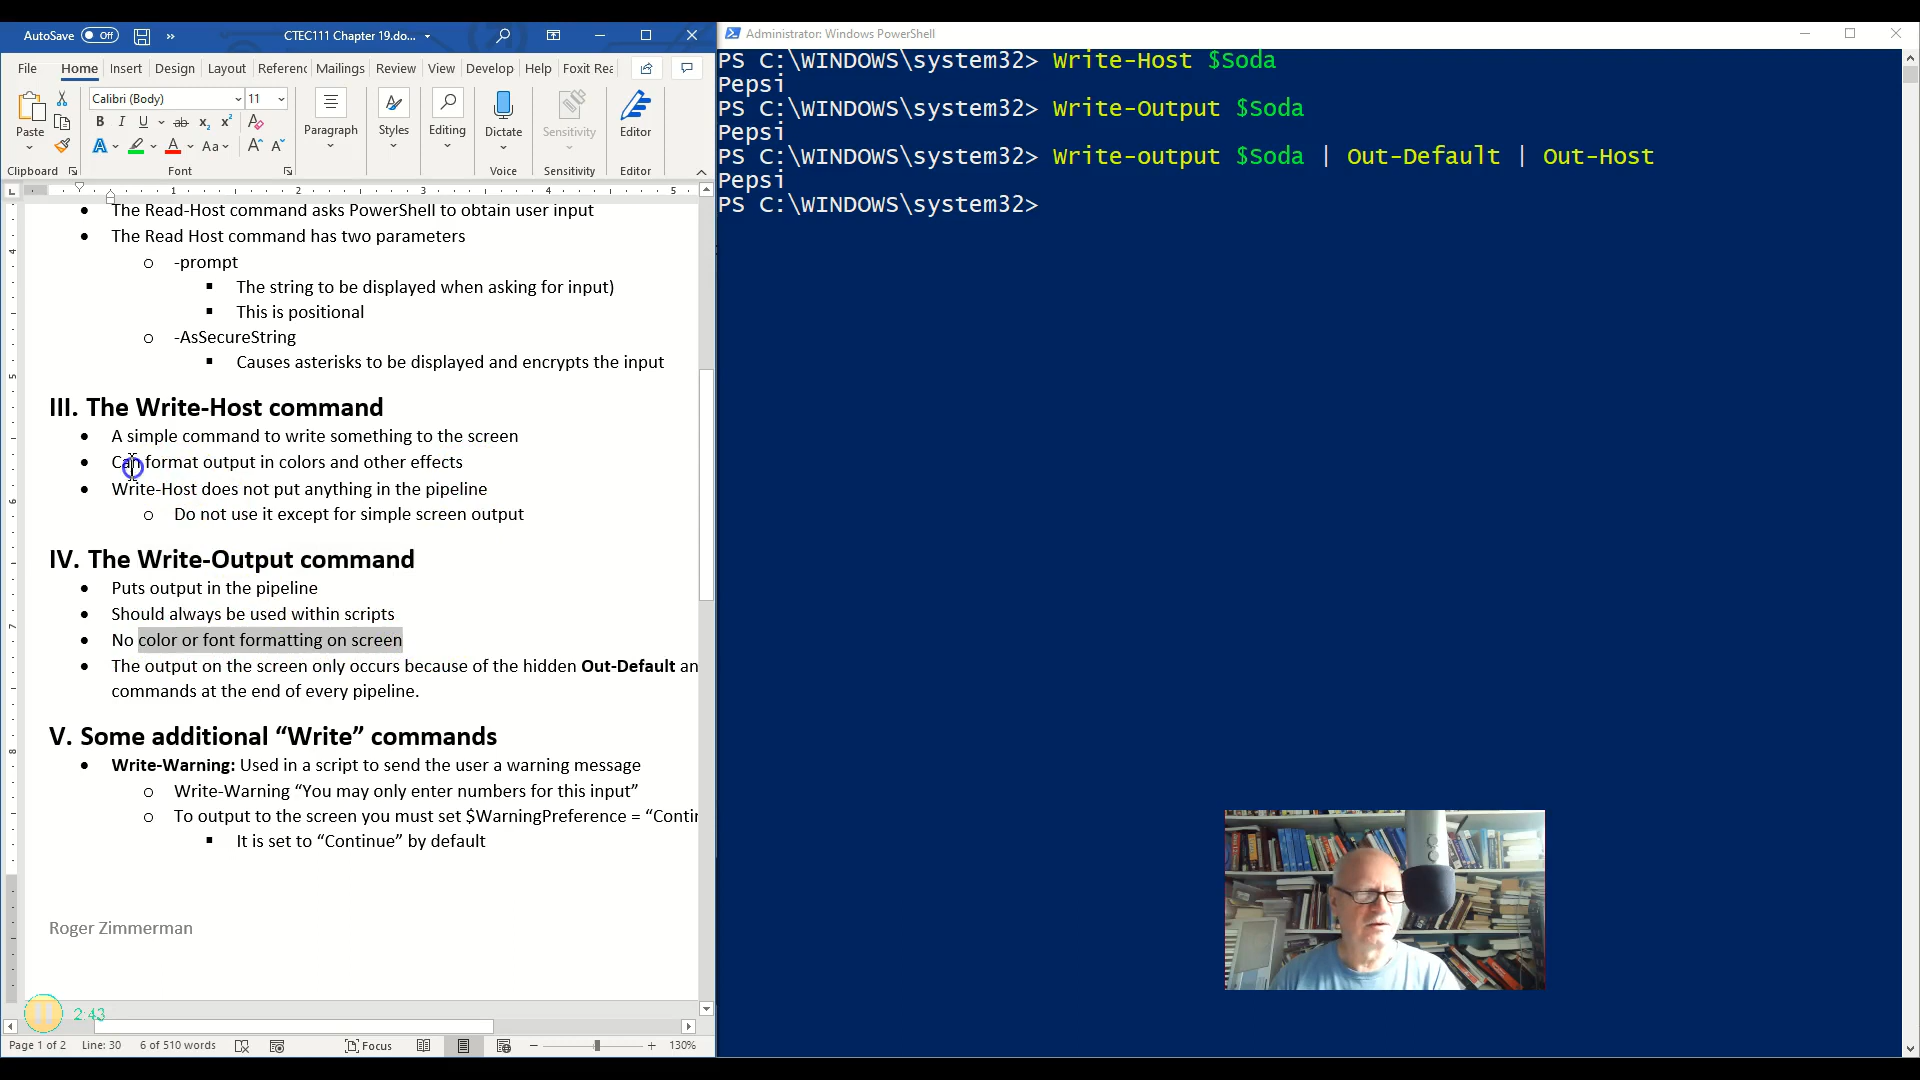 AutoSave Off CTEC111 Chapter 19.do...
File Home Insert Design Layout Referenc Mailings Review View Develop Help Foxit Rea
Calibri (Body) 11
Paste
Paragraph Styles Editing Dictate Sensitivity Editor
Clipboard Font Voice Sensitivity Editor
The Read-Host command asks PowerShell to obtain user input
The Read Host command has two parameters
-prompt
The string to be displayed when asking for input)
This is positional
-AsSecureString
Causes asterisks to be displayed and encrypts the input
III. The Write-Host command
A simple command to write something to the screen
Can format output in colors and other effects
Write-Host does not put anything in the pipeline
Do not use it except for simple screen output
IV. The Write-Output command
Puts output in the pipeline
Should always be used within scripts
No color or font formatting on screen
The output on the screen only occurs because of the hidden Out-Default an
commands at the end of every pipeline.
V. Some additional “Write” commands
Write-Warning: Used in a script to send the user a warning message
Write-Warning “You may only enter numbers for this input”
To output to the screen you must set $WarningPreference = “Contin
It is set to “Continue” by default
Roger Zimmerman
2:43
Page 1 of 2 Line: 30 6 of 510 words Focus 130%
Administrator: Windows PowerShell
PS C:\WINDOWS\system32> Write-Host $Soda
Pepsi
PS C:\WINDOWS\system32> Write-Output $Soda
Pepsi
PS C:\WINDOWS\system32> Write-output $Soda | Out-Default | Out-Host
Pepsi
PS C:\WINDOWS\system32>